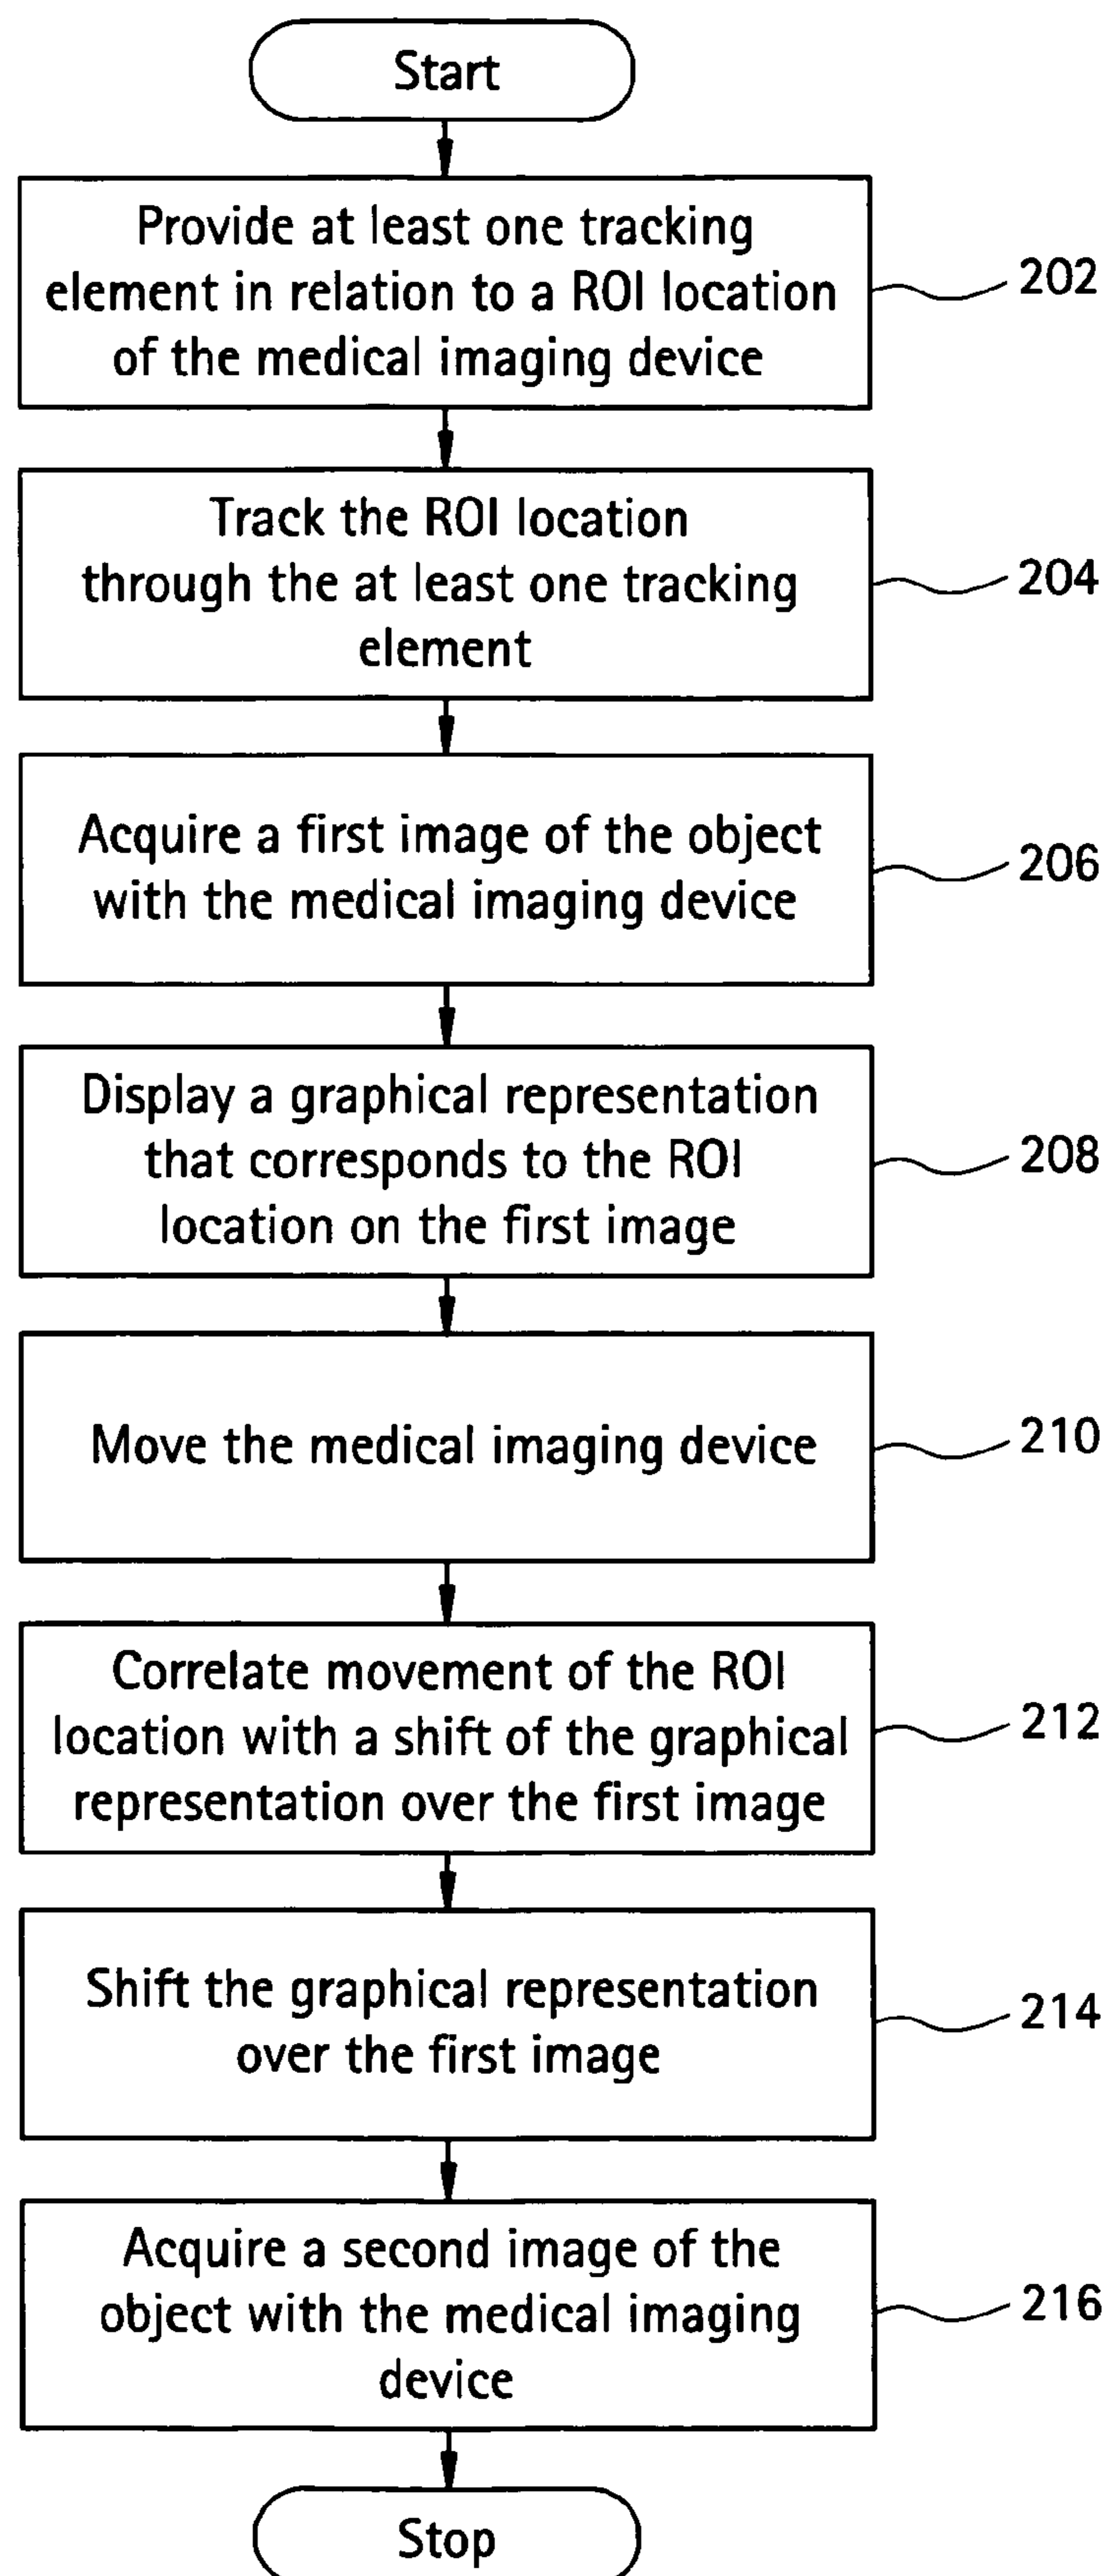 Start
Provide at least one tracking
element in relation to a ROI location
of the medical imaging device
202
Track the ROI location
through the at least one tracking
element
204
Acquire a first image of the object
with the medical imaging device
206
Display a graphical representation
that corresponds to the ROI
location on the first image
208
Move the medical imaging device
210
Correlate movement of the ROI
location with a shift of the graphical
representation over the first image
212
Shift the graphical representation
over the first image
214
Acquire a second image of the
object with the medical imaging
device
216
Stop